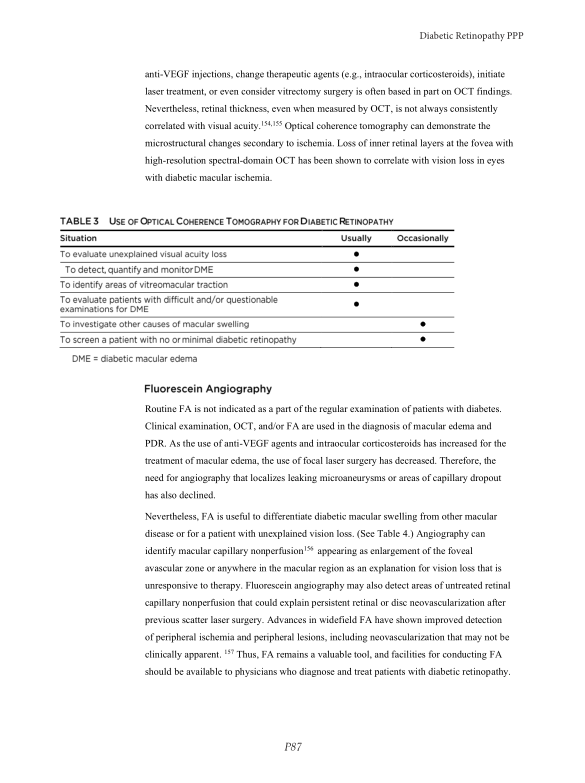 Diabetic Retinopathy PPP
anti-VEGF injections, change therapeutic agents (e.g., intraocular corticosteroids), initiate
laser treatment, or even consider vitrectomy surgery is often based in part on OCT findings.
Nevertheless, retinal thickness, even when measured by OCT, is not always consistently
correlated with visual acuity.154,155 Optical coherence tomography can demonstrate the
microstructural changes secondary to ischemia. Loss of inner retinal layers at the fovea with
high-resolution spectral-domain OCT has been shown to correlate with vision loss in eyes
with diabetic macular ischemia.
TABLE 3 USE OF OPTICAL COHERENCE TOMOGRAPHY FOR DIABETIC RETINOPATHY
Situation Usually Occasionally
To evaluate unexplained visual acuity loss ●
To detect, quantify and monitor DME ●
To identify areas of vitreomacular traction ●
To evaluate patients with difficult and/or questionable
examinations for DME ●
To investigate other causes of macular swelling ●
To screen a patient with no or minimal diabetic retinopathy ●
DME = diabetic macular edema
Fluorescein Angiography
Routine FA is not indicated as a part of the regular examination of patients with diabetes.
Clinical examination, OCT, and/or FA are used in the diagnosis of macular edema and
PDR. As the use of anti-VEGF agents and intraocular corticosteroids has increased for the
treatment of macular edema, the use of focal laser surgery has decreased. Therefore, the
need for angiography that localizes leaking microaneurysms or areas of capillary dropout
has also declined.
Nevertheless, FA is useful to differentiate diabetic macular swelling from other macular
disease or for a patient with unexplained vision loss. (See Table 4.) Angiography can
identify macular capillary nonperfusion156 appearing as enlargement of the foveal
avascular zone or anywhere in the macular region as an explanation for vision loss that is
unresponsive to therapy. Fluorescein angiography may also detect areas of untreated retinal
capillary nonperfusion that could explain persistent retinal or disc neovascularization after
previous scatter laser surgery. Advances in widefield FA have shown improved detection
of peripheral ischemia and peripheral lesions, including neovascularization that may not be
clinically apparent. 157 Thus, FA remains a valuable tool, and facilities for conducting FA
should be available to physicians who diagnose and treat patients with diabetic retinopathy.
P87